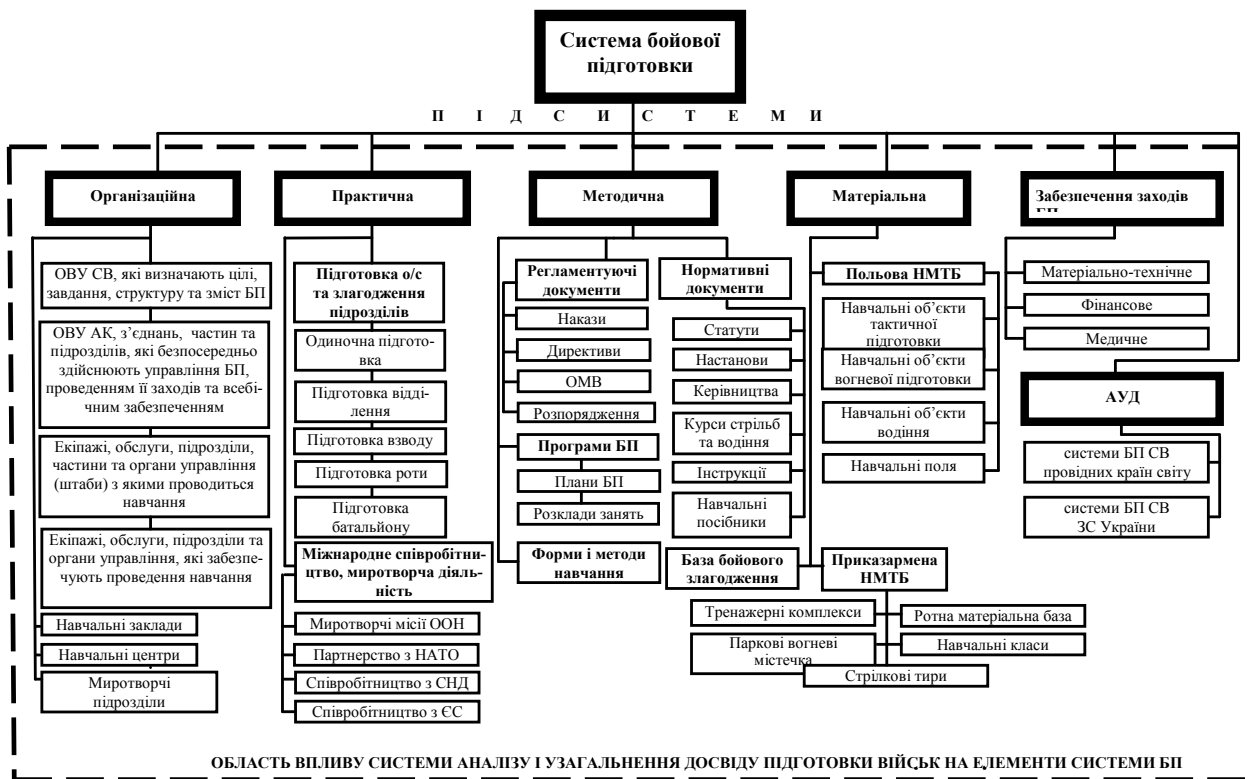 Система бойової
підготовки
П І Д С И С Т Е М И
Організаційна
ОВУ СВ, які визначають цілі,
завдання, структуру та зміст БП
ОВУ АК, з’єднань, частин та
підрозділів, які безпосередньо
здійснюють управління БП,
проведенням її заходів та всебі-
чним забезпеченням
Екіпажі, обслуги, підрозділи,
частини та органи управління
(штаби) з якими проводиться
навчання
Екіпажі, обслуги, підрозділи та
органи управління, які забезпе-
чують проведення навчання
Навчальні заклади
Навчальні центри
Миротворчі
підрозділи
Практична
Підготовка о/с
та злагодження
підрозділів
Одиночна підгото-
вка
Підготовка відді-
лення
Підготовка взводу
Підготовка роти
Підготовка
батальйону
Міжнародне співробітни-
цтво, миротворча діяль-
ність
Миротворчі місії ООН
Партнерство з НАТО
Співробітництво з СНД
Співробітництво з ЄС
Методична
Регламентуючі
документи
Накази
Директиви
ОМВ
Розпорядження
Програми БП
Плани БП
Розклади занять
Форми і методи
навчання
Нормативні
документи
Статути
Настанови
Керівництва
Курси стрільб
та водіння
Інструкції
Навчальні
посібники
Матеріальна
Польова НМТБ
Навчальні об’єкти
тактичної
підготовки
Навчальні об’єкти
вогневої підготовки
Навчальні об’єкти
водіння
Навчальні поля
База бойового
злагодження
Приказармена
НМТБ
Тренажерні комплекси
Ротна матеріальна база
Паркові вогневі
містечка
Навчальні класи
Стрілкові тири
Забезпечення заходів
БП
Матеріально-технічне
Фінансове
Медичне
АУД
системи БП СВ
провідних країн світу
системи БП СВ
ЗС України
ОБЛАСТЬ ВПЛИВУ СИСТЕМИ АНАЛІЗУ І УЗАГАЛЬНЕННЯ ДОСВІДУ ПІДГОТОВКИ ВІЙСЬК НА ЕЛЕМЕНТИ СИСТЕМИ БП